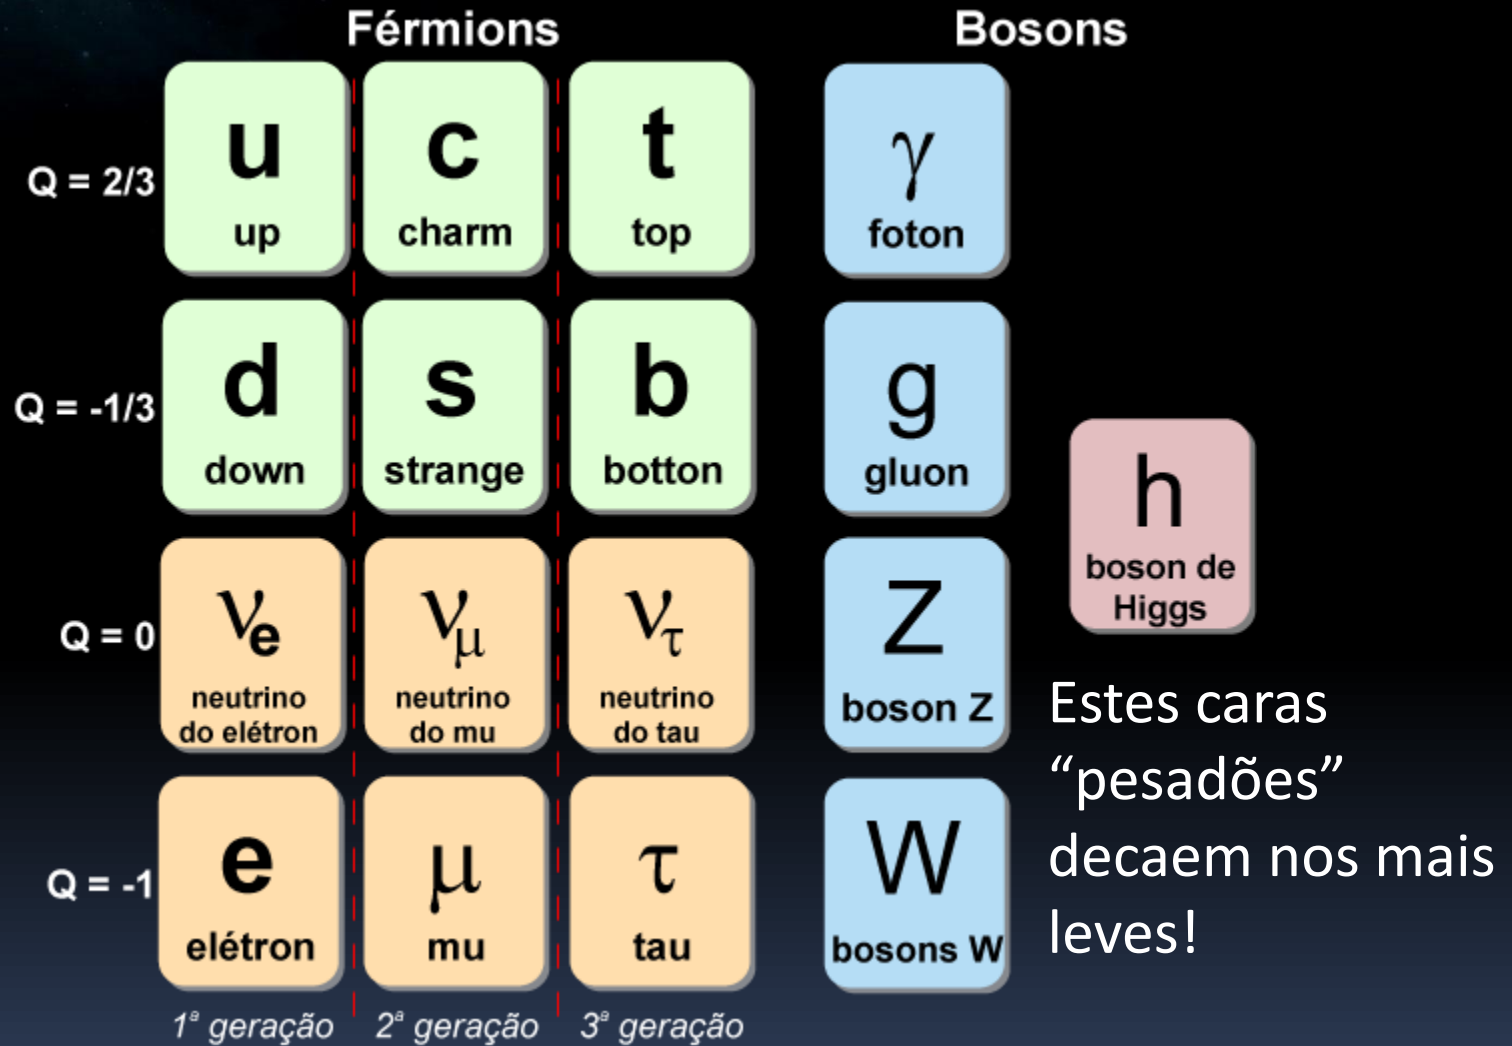 Férmions
Bosons
Q = 2/3
u
up
c
charm
t
top
γ
foton
Q = -1/3
d
down
s
strange
b
botton
g
gluon
h
boson de
Higgs
Q = 0
νe
neutrino
do elétron
νμ
neutrino
do mu
ντ
neutrino
do tau
Z
boson Z
Q = -1
e
elétron
μ
mu
τ
tau
W
bosons W
Estes caras
“pesadões”
decaem nos mais
leves!
1ª geração
2ª geração
3ª geração